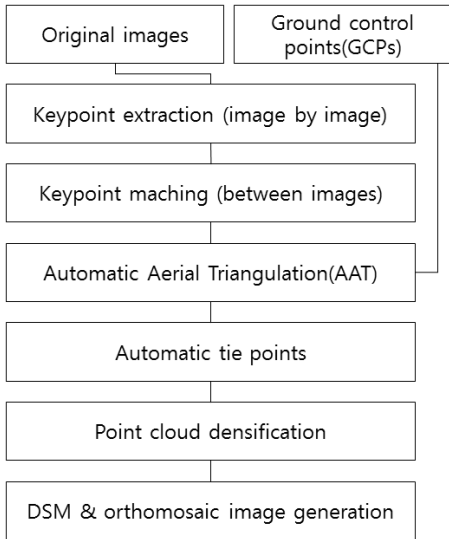 Original images
Ground control
points(GCPs)
Keypoint extraction (image by image)
Keypoint maching (between images)
Automatic Aerial Triangulation(AAT)
Automatic tie points
Point cloud densification
DSM & orthomosaic image generation